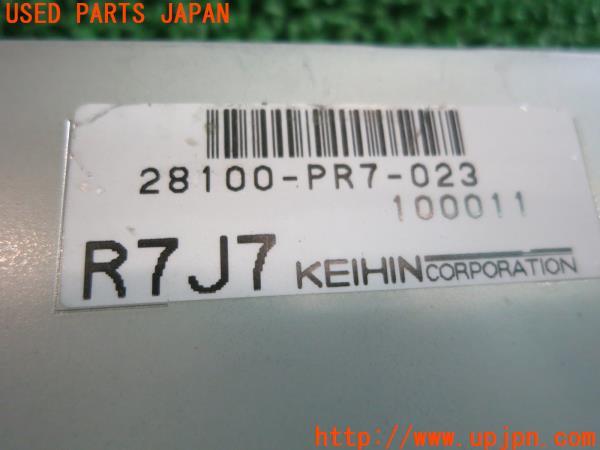 USED PARTS JAPAN
28100-PR7-023
100011
R7J7 KEIHIN CORPORATION
http://www.upjpn.com